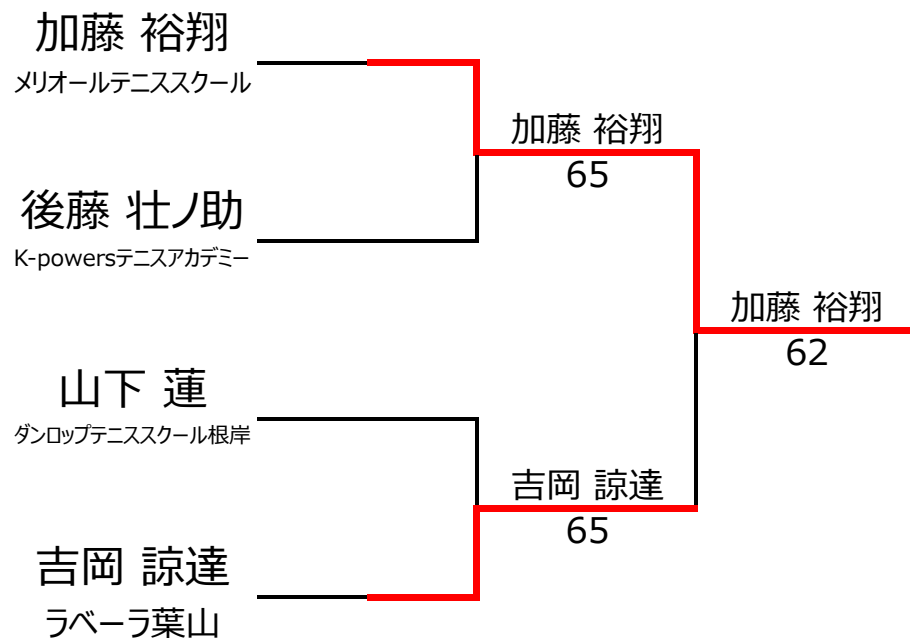 加藤 裕翔
メリオールテニススクール
加藤 裕翔
65
後藤 壮ノ助
K-powersテニスアカデミー
加藤 裕翔
62
山下 蓮
ダンロップテニススクール根岸
吉岡 諒達
65
吉岡 諒達
ラベーラ葉山